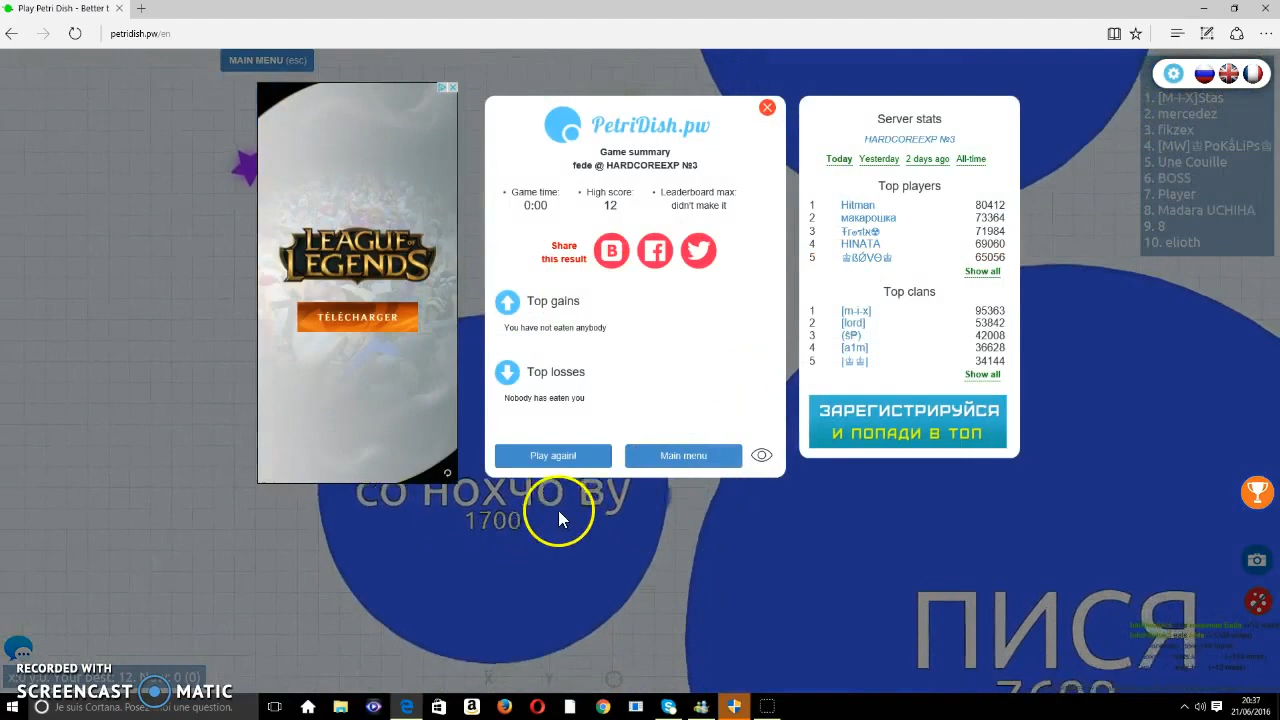 Play Petri Dish - Better t
petridish.pw/en
MAIN MENU (esc)
LEAGUE OF LEGENDS
TÉLÉCHARGER
PetriDish.pw
Game summary
fede @ HARDCOREEXP №3
Game time:
0:00
High score:
12
Leaderboard max:
didn't make it
Share
this result
Top gains
You have not eaten anybody
Top losses
Nobody has eaten you
Play again!
Main menu
Server stats
HARDCOREEXP №3
Today Yesterday 2 days ago All-time
Top players
1 Hitman 80412
2 макарошка 73364
3 71984
4 HINATA 69060
5 65056
Show all
Top clans
1 [m-i-x] 95363
2 [lord] 53842
3 42008
4 [a1m] 36628
5 |♔♔| 34144
Show all
ЗАРЕГИСТРИРУЙСЯ
И ПОПАДИ В ТОП
1. [M-I-X]Stas
2. mercedez
3. fikzex
4. [MW]♔PoKåLiPs♔
5. Une Couille
6. BOSS
7. Player
8. Madara UCHIHA
9. 8
10. elioth
со нохчо ву
1700
ПИСЯ
RECORDED WITH
SCREENCAST MATIC
Je suis Cortana. Posez-moi une question.
20:37
21/06/2016